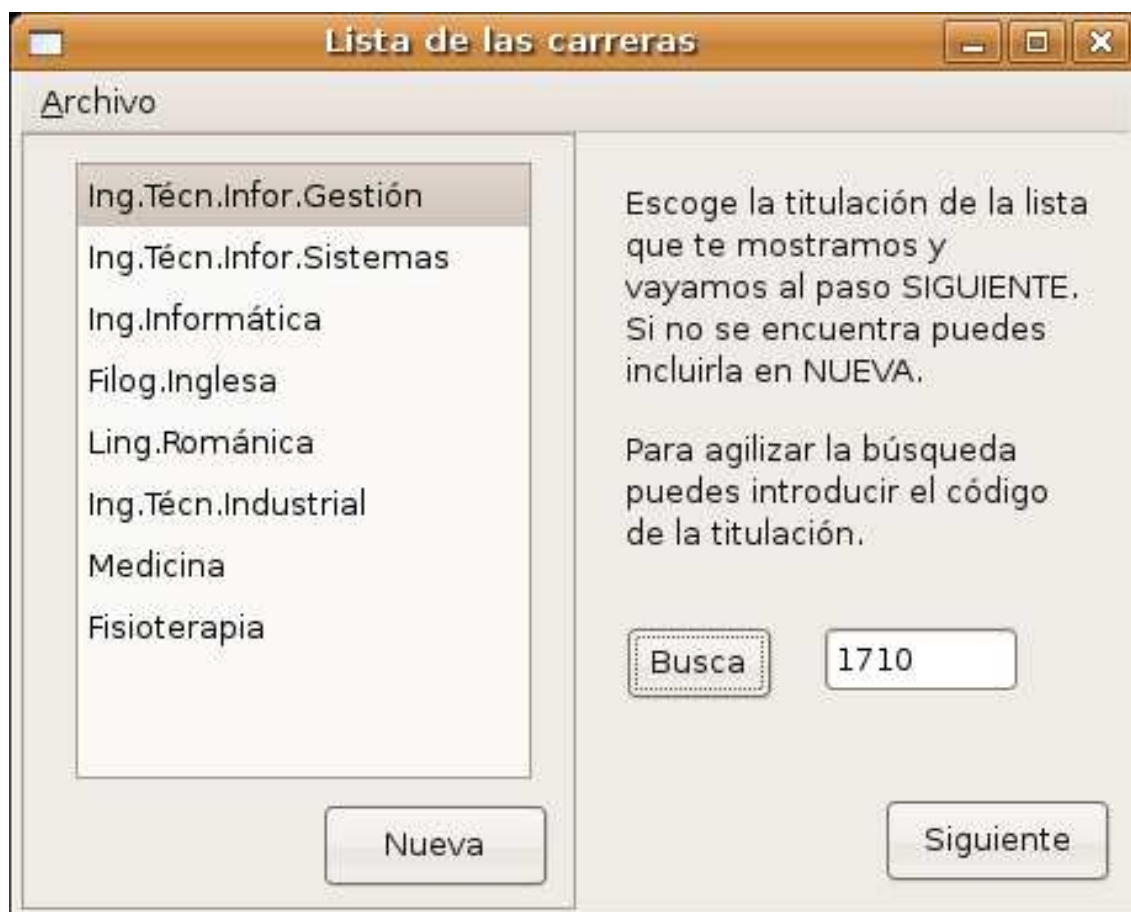 Lista de las carreras
Archivo
Ing.Técn.Infor.Gestión
Ing.Técn.Infor.Sistemas
Ing.Informática
Filog.Inglesa
Ling.Románica
Ing.Técn.Industrial
Medicina
Fisioterapia
Nueva
Escoge la titulación de la lista
que te mostramos y
vayamos al paso SIGUIENTE.
Si no se encuentra puedes
incluirla en NUEVA.
Para agilizar la búsqueda
puedes introducir el código
de la titulación.
Busca
1710
Siguiente